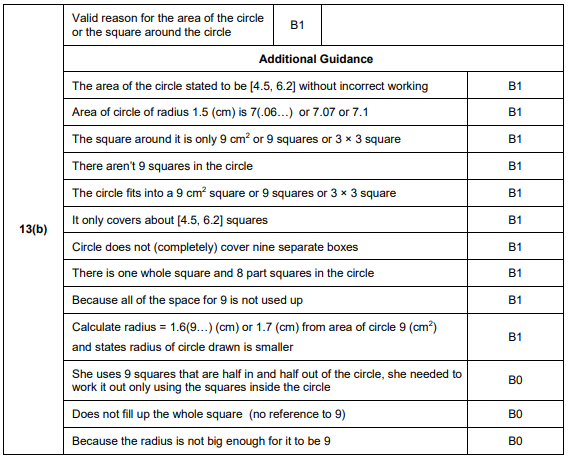 Valid reason for the area of the circle
or the square around the circle
B1
Additional Guidance
The area of the circle stated to be [4.5, 6.2] without incorrect working
B1
Area of circle of radius 1.5 (cm) is 7(.06…) or 7.07 or 7.1
B1
The square around it is only 9 cm² or 9 squares or 3 × 3 square
B1
There aren’t 9 squares in the circle
B1
The circle fits into a 9 cm² square or 9 squares or 3 × 3 square
B1
13(b)
It only covers about [4.5, 6.2] squares
B1
Circle does not (completely) cover nine separate boxes
B1
There is one whole square and 8 part squares in the circle
B1
Because all of the space for 9 is not used up
B1
Calculate radius = 1.6(9…) (cm) or 1.7 (cm) from area of circle 9 (cm²)
and states radius of circle drawn is smaller
B1
She uses 9 squares that are half in and half out of the circle, she needed to
work it out only using the squares inside the circle
B0
Does not fill up the whole square (no reference to 9)
B0
Because the radius is not big enough for it to be 9
B0